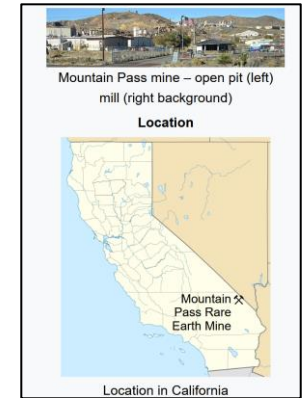 Mountain Pass mine – open pit (left)
mill (right background)
Location
Mountain
Pass Rare
Earth Mine
Location in California